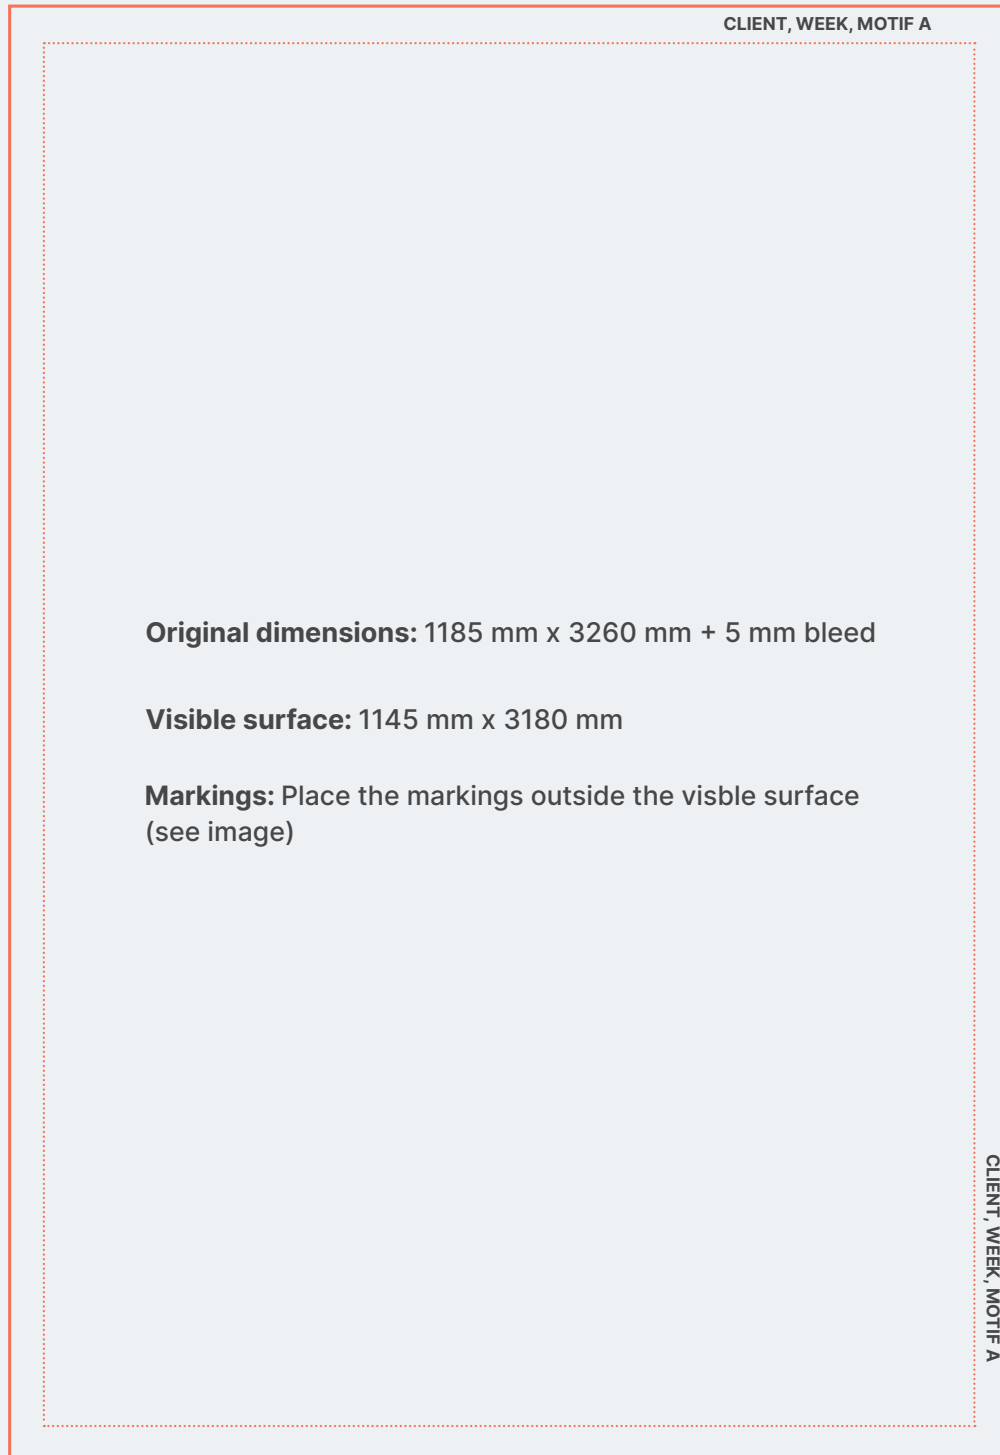 CLIENT, WEEK, MOTIF A
Original dimensions: 1185 mm x 3260 mm + 5 mm bleed
Visible surface: 1145 mm x 3180 mm
Markings: Place the markings outside the visble surface
(see image)
CLIENT, WEEK, MOTIF A